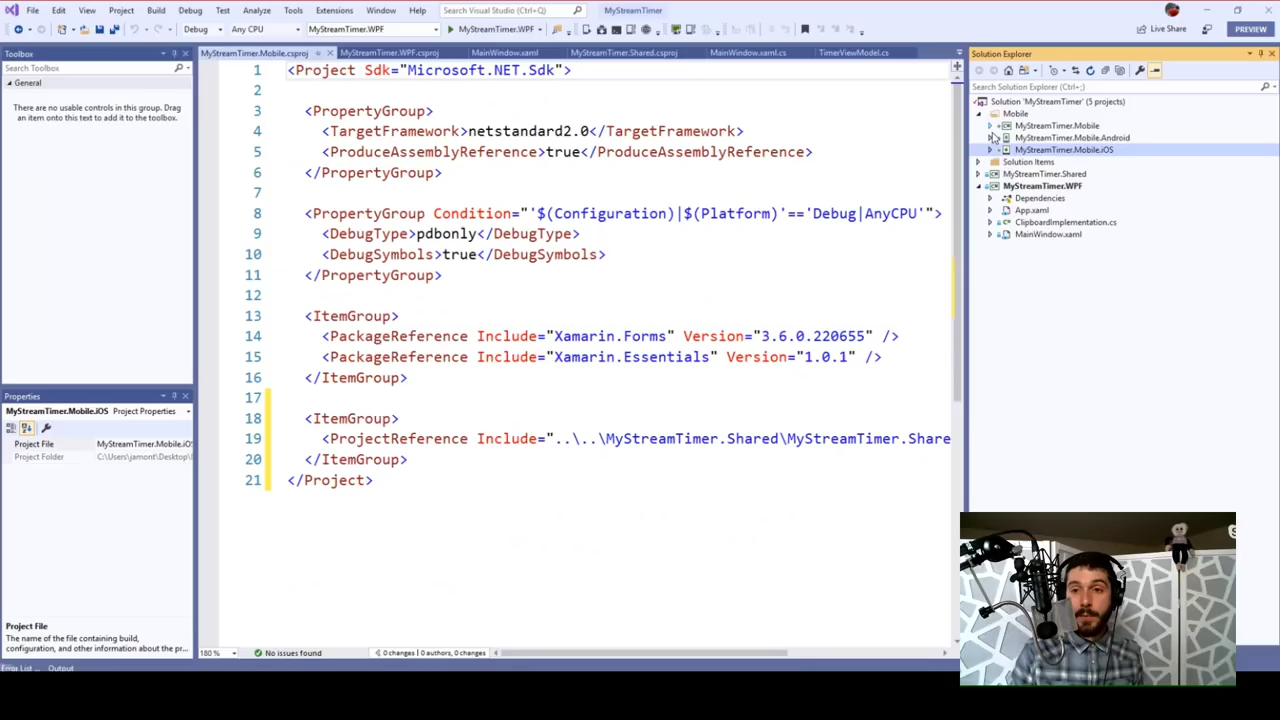 File Edit View Project Build Debug Test Analyze Tools Extensions Window Help Search Visual Studio (Ctrl+Q) MyStreamTimer
Debug Any CPU MyStreamTimer.WPF MyStreamTimer.WPF Live Share PREVIEW
Toolbox
Search Toolbox
General
There are no usable controls in this group. Drag
an item onto this text to add it to the toolbox.
MyStreamTimer.Mobile.csproj MyStreamTimer.WPF.csproj MainWindow.xaml MyStreamTimer.Shared.csproj MainWindow.xaml.cs TimerViewModel.cs
1 <Project Sdk="Microsoft.NET.Sdk">
2
3 <PropertyGroup>
4 <TargetFramework>netstandard2.0</TargetFramework>
5 <ProduceAssemblyReference>true</ProduceAssemblyReference>
6 </PropertyGroup>
7
8 <PropertyGroup Condition="'$(Configuration)|$(Platform)'=='Debug|AnyCPU'">
9 <DebugType>pdbonly</DebugType>
10 <DebugSymbols>true</DebugSymbols>
11 </PropertyGroup>
12
13 <ItemGroup>
14 <PackageReference Include="Xamarin.Forms" Version="3.6.0.220655" />
15 <PackageReference Include="Xamarin.Essentials" Version="1.0.1" />
16 </ItemGroup>
17
18 <ItemGroup>
19 <ProjectReference Include="..\..\MyStreamTimer.Shared\MyStreamTimer.Share
20 </ItemGroup>
21 </Project>
180 % No issues found 0 changes | 0 authors, 0 changes
Solution Explorer
Search Solution Explorer (Ctrl+;)
Solution 'MyStreamTimer' (5 projects)
Mobile
MyStreamTimer.Mobile
MyStreamTimer.Mobile.Android
MyStreamTimer.Mobile.iOS
Solution Items
MyStreamTimer.Shared
MyStreamTimer.WPF
Dependencies
App.xaml
ClipboardImplementation.cs
MainWindow.xaml
Properties
MyStreamTimer.Mobile.iOS Project Properties
Project File MyStreamTimer.Mobile.iOS
Project Folder C:\Users\jamont\Desktop\
Project File
The name of the file containing build,
configuration, and other information about the pr...
Error List ... Output